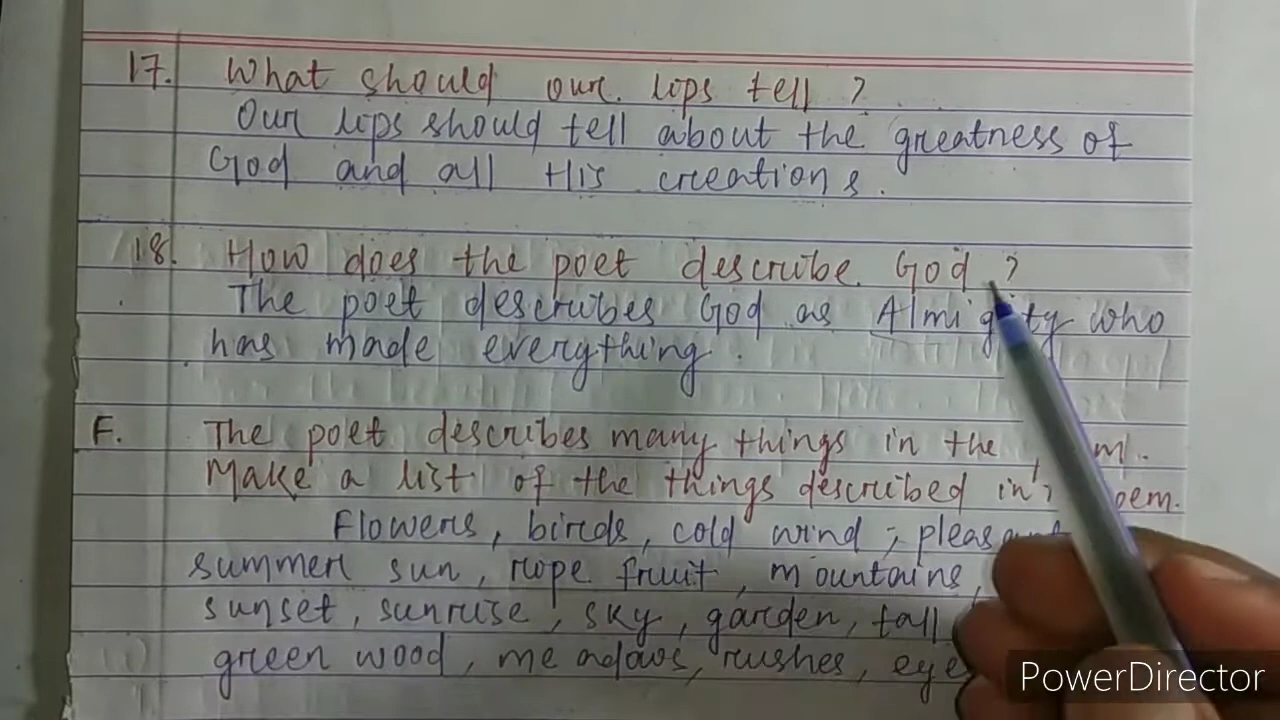 17. What should our lips tell ?
Our lips should tell about the greatness of
God and all His creations.
18. How does the poet describe God ?
The poet describes God as Almighty who
has made everything.
F. The poet describes many things in the
Make a list of the things described in
Flowers, birds, cold wind,
summer sun, ripe fruit, mountains,
sunset, sunrise, sky, garden, tall
green wood, meadows, rushes,
PowerDirector